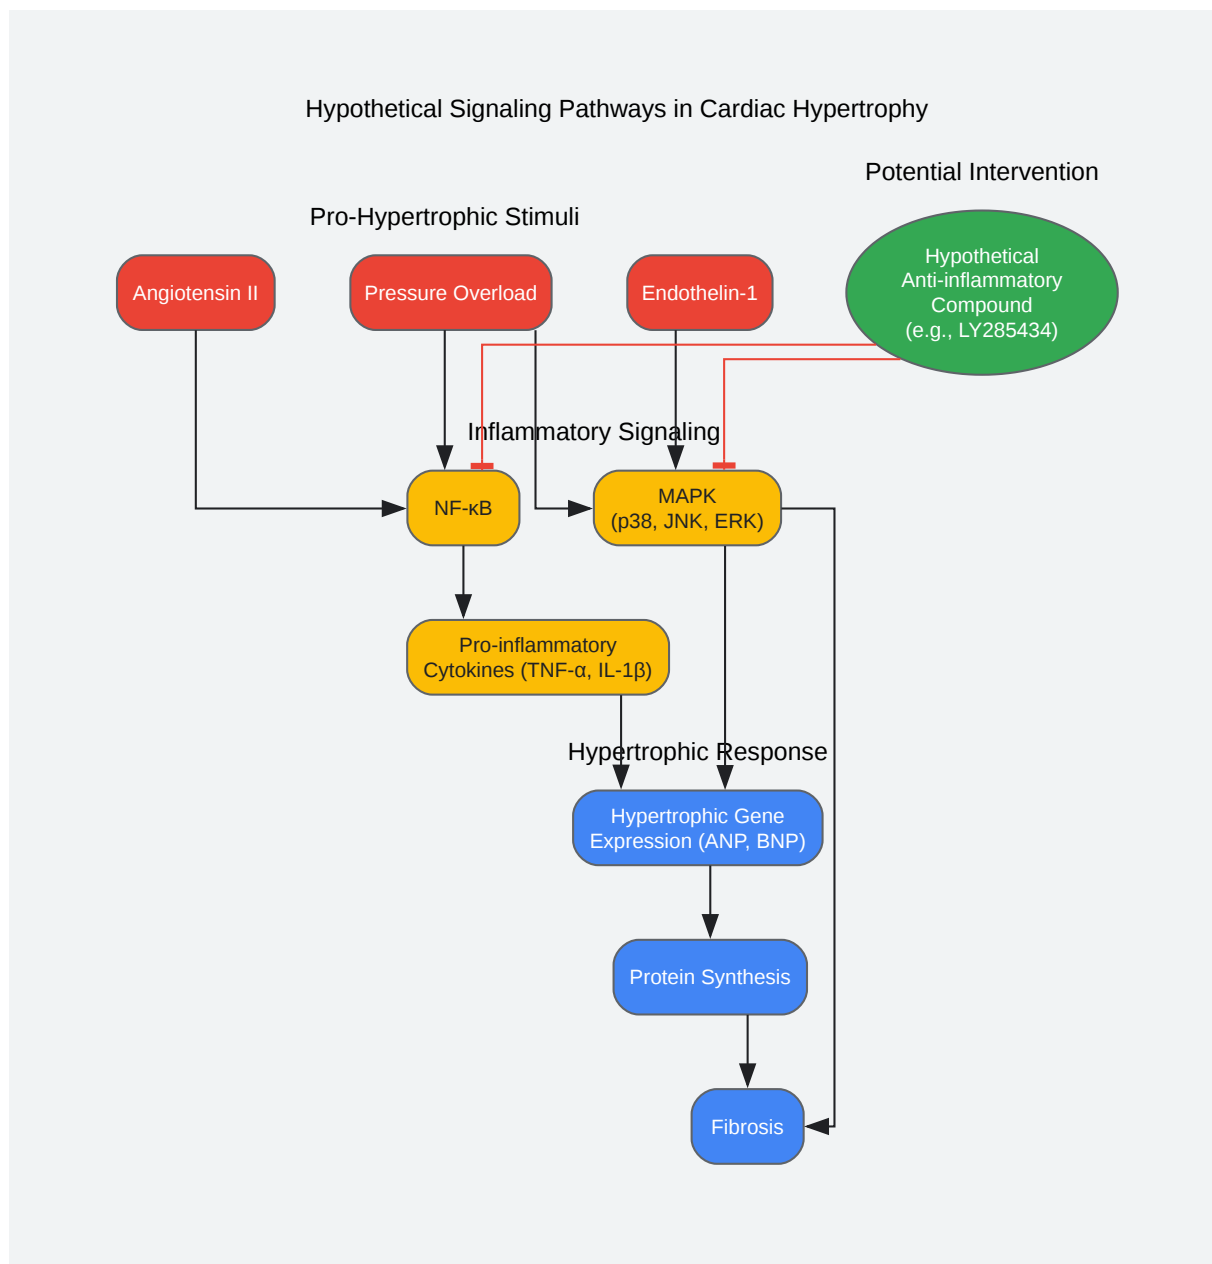 Hypothetical Signaling Pathways in Cardiac Hypertrophy
Potential Intervention
Pro-Hypertrophic Stimuli
Angiotensin II
Pressure Overload
Endothelin-1
Hypothetical
Anti-inflammatory
Compound
(e.g., LY285434)
Inflammatory Signaling
NF-κB
MAPK
(p38, JNK, ERK)
Pro-inflammatory
Cytokines (TNF-α, IL-1β)
Hypertrophic Response
Hypertrophic Gene
Expression (ANP, BNP)
Protein Synthesis
Fibrosis